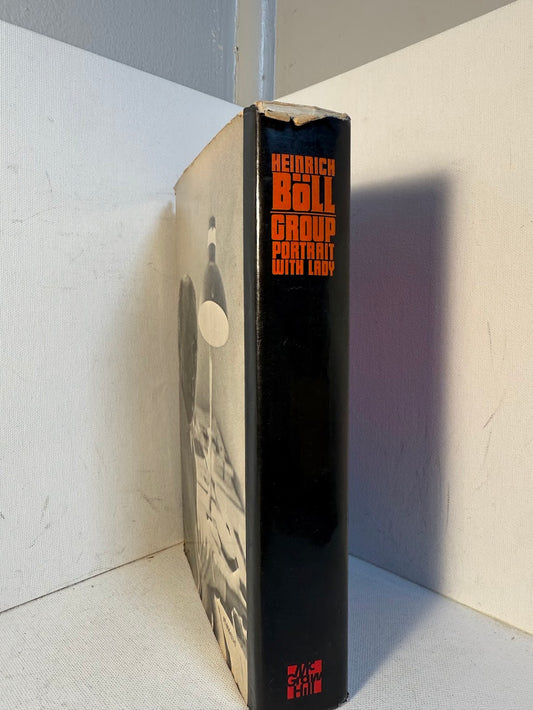 HEINRICH
BÖLL
GROUP
PORTRAIT
WITH LADY
Mc
Graw
Hill